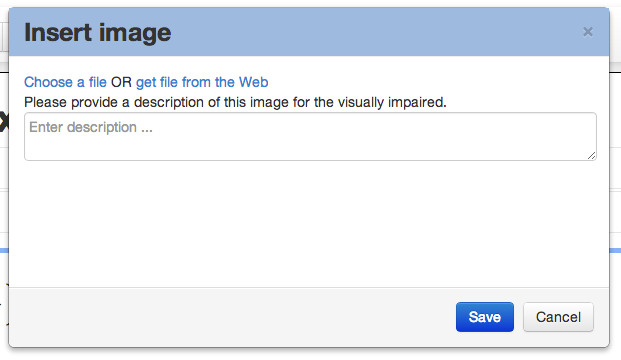 Insert image
×
Choose a file OR get file from the Web
Please provide a description of this image for the visually impaired.
Enter description ...
Save
Cancel